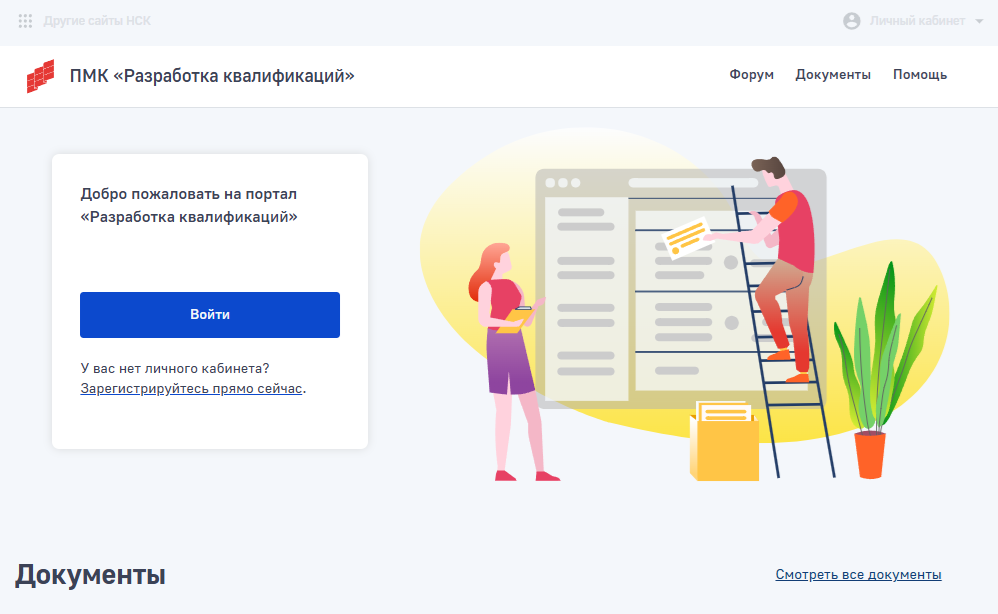 Другие сайты НСК
Личный кабинет
ПМК «Разработка квалификаций»
Форум
Документы
Помощь
Добро пожаловать на портал
«Разработка квалификаций»
Войти
У вас нет личного кабинета?
Зарегистрируйтесь прямо сейчас.
Документы
Смотреть все документы